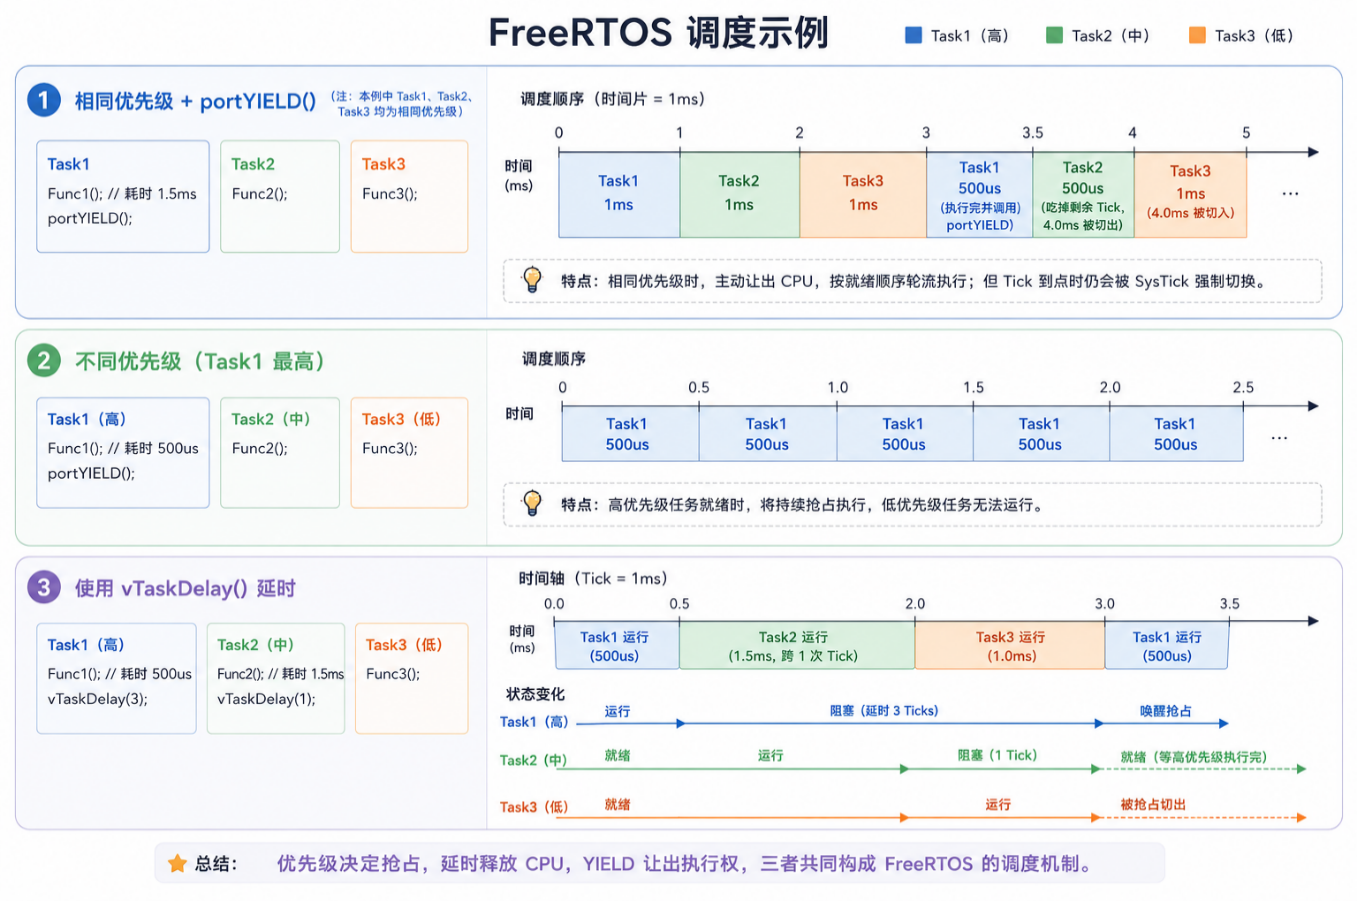 FreeRTOS 调度示例
Task1（高）
Task2（中）
Task3（低）
1 相同优先级 + portYIELD()
（注：本例中 Task1、Task2、
Task3 均为相同优先级）
Task1
Func1(); // 耗时 1.5ms
portYIELD();
Task2
Func2();
Task3
Func3();
调度顺序（时间片 = 1ms）
0 1 2 3 3.5 4 5
时间
(ms)
Task1
1ms
Task2
1ms
Task3
1ms
Task1
500us
(执行完并调用)
portYIELD)
Task2
500us
(吃掉剩余 Tick,
4.0ms 被切出)
Task3
1ms
(4.0ms 被切入)
...
特点：相同优先级时，主动让出 CPU，按就绪顺序轮流执行；但 Tick 到点时仍会被 SysTick 强制切换。
2 不同优先级（Task1 最高）
Task1（高）
Func1(); // 耗时 500us
portYIELD();
Task2（中）
Func2();
Task3（低）
Func3();
调度顺序
0 0.5 1.0 1.5 2.0 2.5
时间
Task1
500us
Task1
500us
Task1
500us
Task1
500us
Task1
500us
...
特点：高优先级任务就绪时，将持续抢占执行，低优先级任务无法运行。
3 使用 vTaskDelay() 延时
Task1（高）
Func1(); // 耗时 500us
vTaskDelay(3);
Task2（中）
Func2(); // 耗时 1.5ms
vTaskDelay(1);
Task3（低）
Func3();
时间轴（Tick = 1ms）
0.0 0.5 2.0 3.0 3.5
时间
(ms)
Task1 运行
(500us)
Task2 运行
(1.5ms, 跨 1 次 Tick)
Task3 运行
(1.0ms)
Task1 运行
(500us)
状态变化
Task1（高） 运行 阻塞（延时 3 Ticks） 唤醒抢占
Task2（中） 就绪 运行 阻塞（1 Tick） 就绪（等高优先级执行完）
Task3（低） 就绪 运行 被抢占切出
总结： 优先级决定抢占，延时释放 CPU，YIELD 让出执行权，三者共同构成 FreeRTOS 的调度机制。